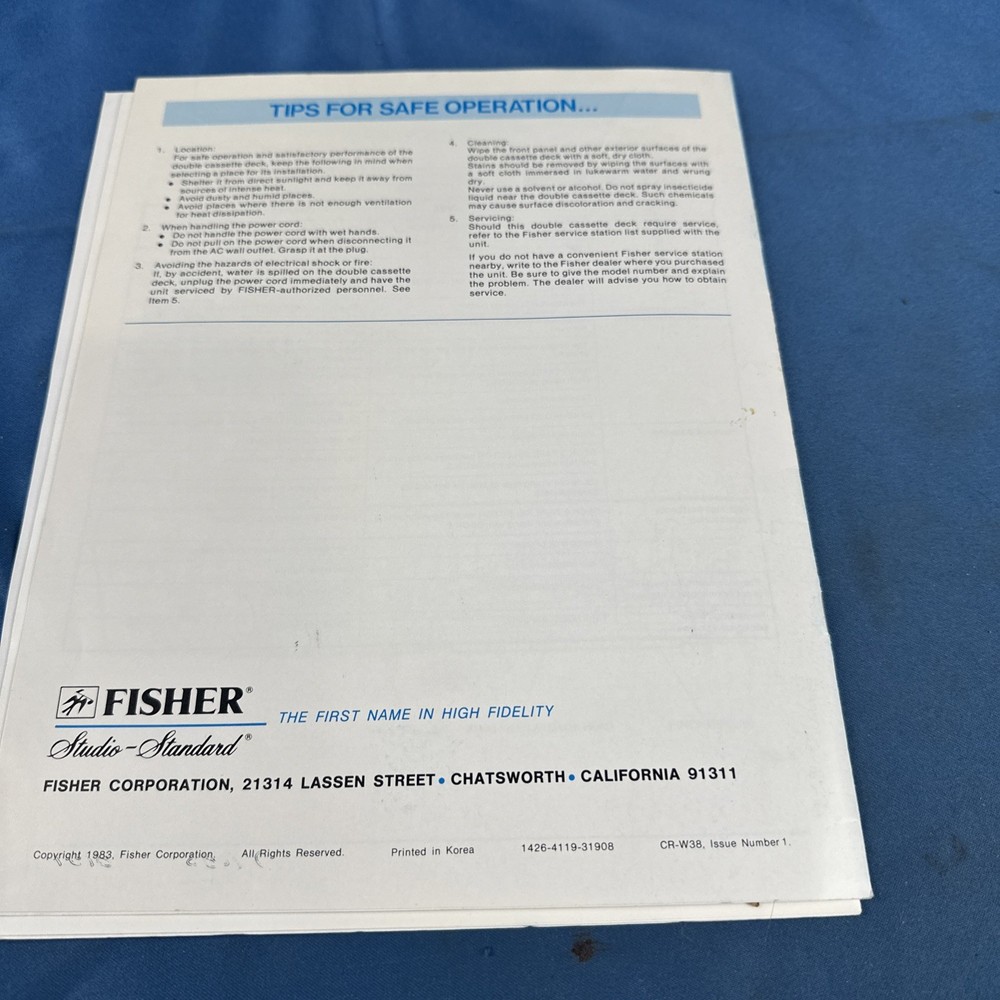 TIPS FOR SAFE OPERATION...
1. Location:
For safe operation and satisfactory performance of the
double cassette deck, keep the following in mind when
selecting a place for its installation.
• Shelter it from direct sunlight and keep it away from
sources of intense heat.
• Avoid dusty and humid places.
• Avoid places where there is not enough ventilation
for heat dissipation.
2. When handling the power cord:
• Do not handle the power cord with wet hands.
• Do not pull on the power cord when disconnecting it
from the AC wall outlet. Grasp it at the plug.
3. Avoiding the hazards of electrical shock or fire:
If, by accident, water is spilled on the double cassette
deck, unplug the power cord immediately and have the
unit serviced by FISHER-authorized personnel. See
Item 5.
4. Cleaning:
Wipe the front panel and other exterior surfaces of the
double cassette deck with a soft, dry cloth.
Stains should be removed by wiping the surfaces with
a soft cloth immersed in lukewarm water and wrung
dry.
Never use a solvent or alcohol. Do not spray insecticide
liquid near the double cassette deck. Such chemicals
may cause surface discoloration and cracking.
5. Servicing:
Should this double cassette deck require service,
refer to the Fisher service station list supplied with the
unit.
If you do not have a convenient Fisher service station
nearby, write to the Fisher dealer where you purchased
the unit. Be sure to give the model number and explain
the problem. The dealer will advise you how to obtain
service.
FISHER®
THE FIRST NAME IN HIGH FIDELITY
Studio-Standard®
FISHER CORPORATION, 21314 LASSEN STREET • CHATSWORTH • CALIFORNIA 91311
Copyright 1983, Fisher Corporation, All Rights Reserved. Printed in Korea 1426-4119-31908 CR-W38, Issue Number 1.